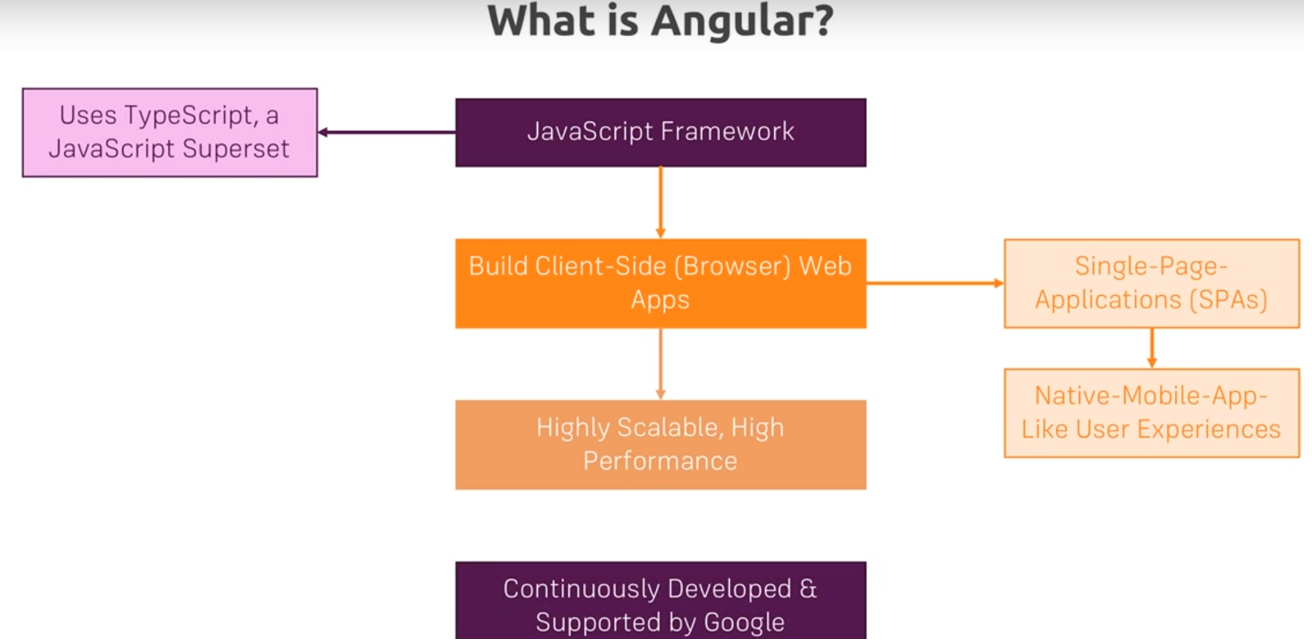 What is Angular?
Uses TypeScript, a
JavaScript Superset
JavaScript Framework
Build Client-Side (Browser) Web
Apps
Single-Page-
Applications (SPAs)
Native-Mobile-App-
Like User Experiences
Highly Scalable, High
Performance
Continuously Developed &
Supported by Google